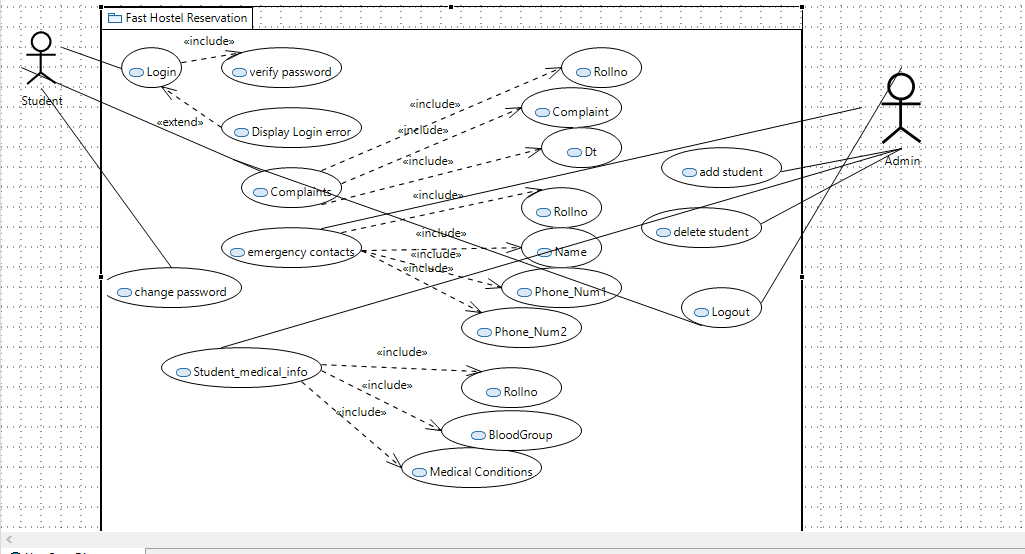 Fast Hostel Reservation
«include»
Login
verify password
Rollno
Student
«include»
Complaint
«extend»
Display Login error
«include»
Dt
«include»
Admin
add student
Complaints
«include»
Rollno
«include»
delete student
emergency contacts
«include»
Name
«include»
change password
Phone_Num1
Logout
Phone_Num2
«include»
Student_medical_info
«include»
Rollno
«include»
BloodGroup
Medical Conditions